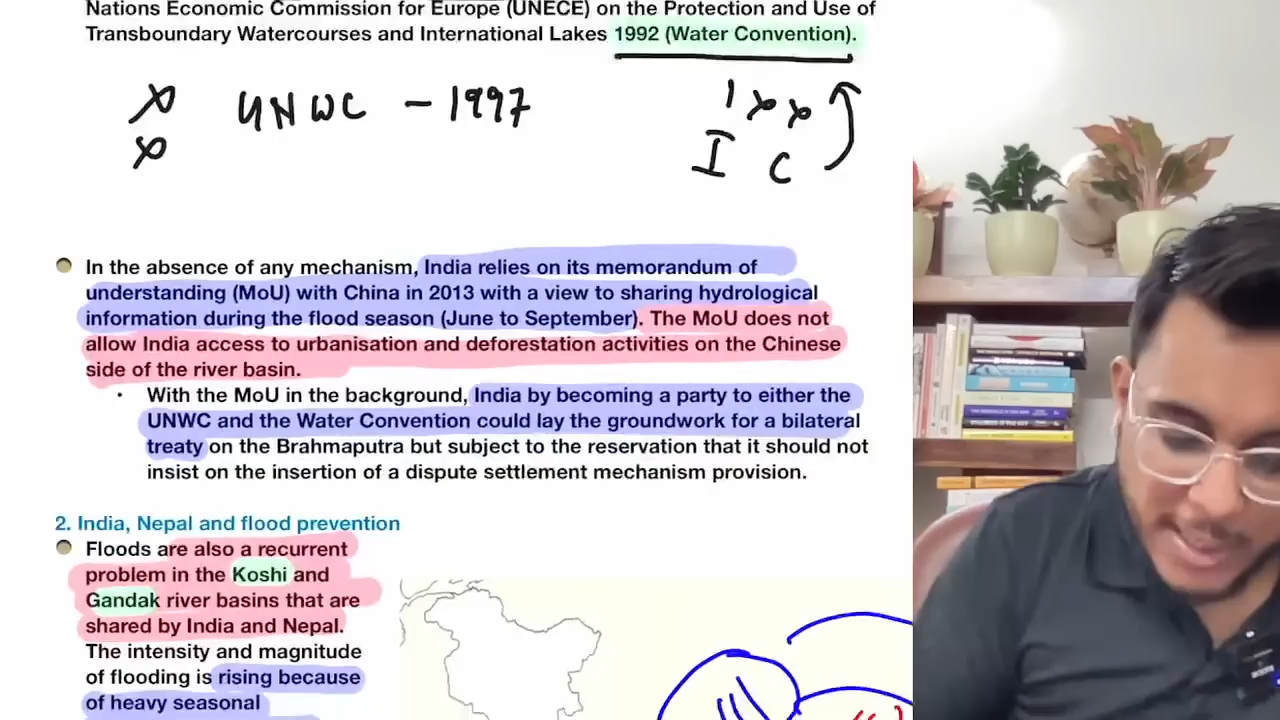 Nations Economic Commission for Europe (UNECE) on the Protection and Use of
Transboundary Watercourses and International Lakes 1992 (Water Convention).
UNWC - 1997
I C
In the absence of any mechanism, India relies on its memorandum of
understanding (MoU) with China in 2013 with a view to sharing hydrological
information during the flood season (June to September). The MoU does not
allow India access to urbanisation and deforestation activities on the Chinese
side of the river basin.
• With the MoU in the background, India by becoming a party to either the
UNWC and the Water Convention could lay the groundwork for a bilateral
treaty on the Brahmaputra but subject to the reservation that it should not
insist on the insertion of a dispute settlement mechanism provision.
2. India, Nepal and flood prevention
Floods are also a recurrent
problem in the Koshi and
Gandak river basins that are
shared by India and Nepal.
The intensity and magnitude
of flooding is rising because
of heavy seasonal